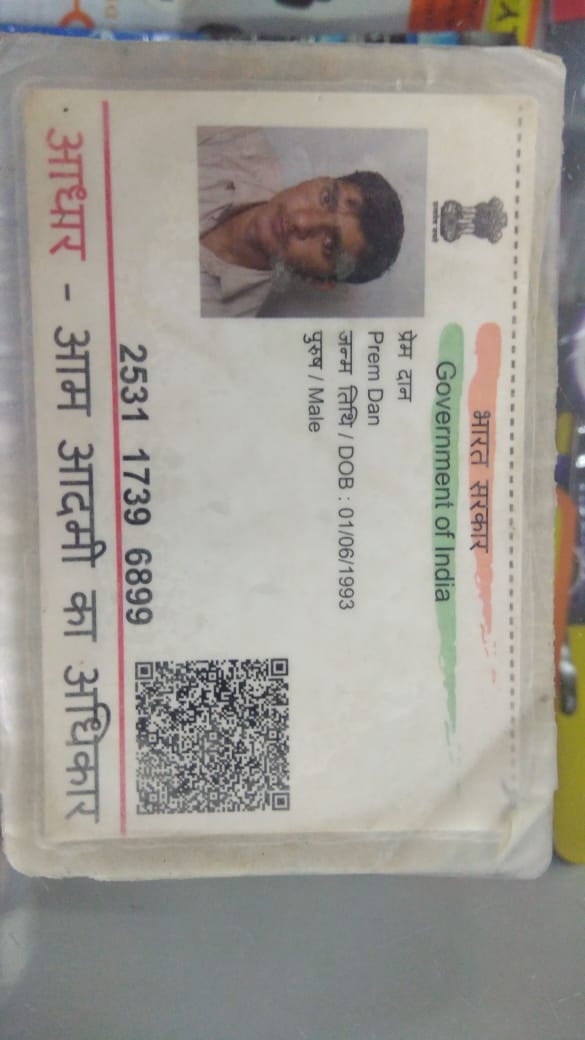 भारत सरकार
Government of India
प्रेम दान
Prem Dan
जन्म तिथि / DOB : 01/06/1993
पुरुष / Male
2531 1739 6899
आधार - आम आदमी का अधिकार